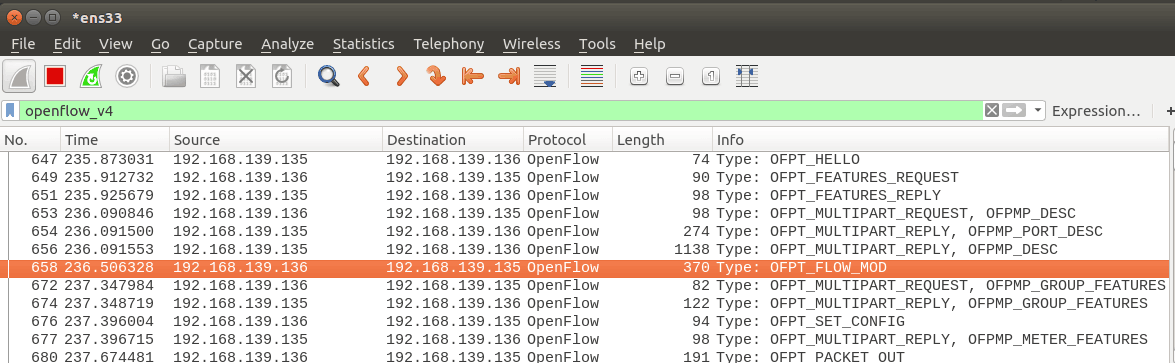 *ens33
File Edit View Go Capture Analyze Statistics Telephony Wireless Tools Help
openflow_v4 Expression… +
No. Time Source Destination Protocol Length Info
647 235.873031 192.168.139.135 192.168.139.136 OpenFlow 74 Type: OFPT_HELLO
649 235.912732 192.168.139.136 192.168.139.135 OpenFlow 90 Type: OFPT_FEATURES_REQUEST
651 235.925679 192.168.139.135 192.168.139.136 OpenFlow 98 Type: OFPT_FEATURES_REPLY
653 236.090846 192.168.139.136 192.168.139.135 OpenFlow 98 Type: OFPT_MULTIPART_REQUEST, OFPMP_DESC
654 236.091500 192.168.139.135 192.168.139.136 OpenFlow 274 Type: OFPT_MULTIPART_REPLY, OFPMP_PORT_DESC
656 236.091553 192.168.139.135 192.168.139.136 OpenFlow 1138 Type: OFPT_MULTIPART_REPLY, OFPMP_DESC
658 236.506328 192.168.139.136 192.168.139.135 OpenFlow 370 Type: OFPT_FLOW_MOD
672 237.347984 192.168.139.136 192.168.139.135 OpenFlow 82 Type: OFPT_MULTIPART_REQUEST, OFPMP_GROUP_FEATURES
674 237.348719 192.168.139.135 192.168.139.136 OpenFlow 122 Type: OFPT_MULTIPART_REPLY, OFPMP_GROUP_FEATURES
676 237.396004 192.168.139.136 192.168.139.135 OpenFlow 94 Type: OFPT_SET_CONFIG
677 237.396715 192.168.139.135 192.168.139.136 OpenFlow 98 Type: OFPT_MULTIPART_REPLY, OFPMP_METER_FEATURES
680 237.674481 192.168.139.136 192.168.139.135 OpenFlow 191 Type: OFPT_PACKET_OUT